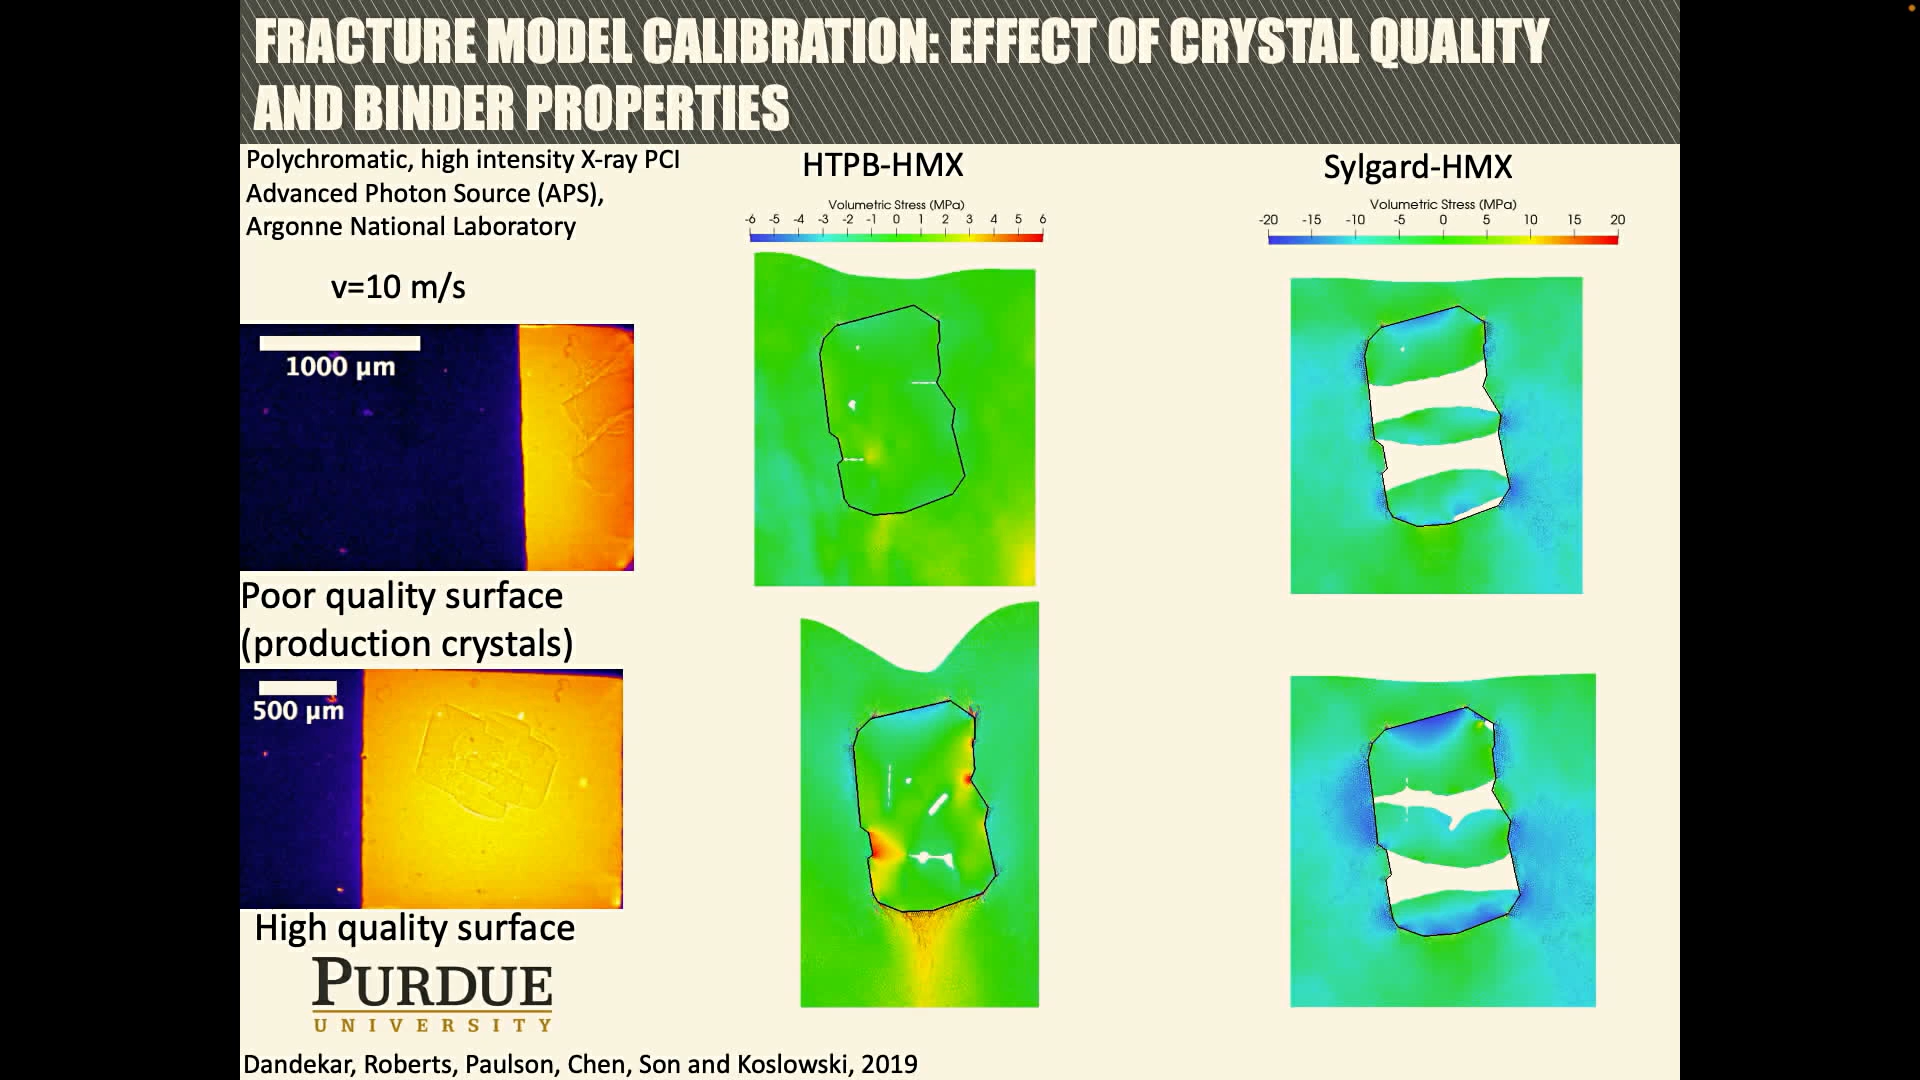 FRACTURE MODEL CALIBRATION: EFFECT OF CRYSTAL QUALITY
AND BINDER PROPERTIES
Polychromatic, high intensity X-ray PCI
Advanced Photon Source (APS),
Argonne National Laboratory
v=10 m/s
1000 µm
Poor quality surface
(production crystals)
500 µm
High quality surface
PURDUE
UNIVERSITY
HTPB-HMX
Volumetric Stress (MPa)
-6 -5 -4 -3 -2 -1 0 1 2 3 4 5 6
Sylgard-HMX
Volumetric Stress (MPa)
-20 -15 -10 -5 0 5 10 15 20
Dandekar, Roberts, Paulson, Chen, Son and Koslowski, 2019